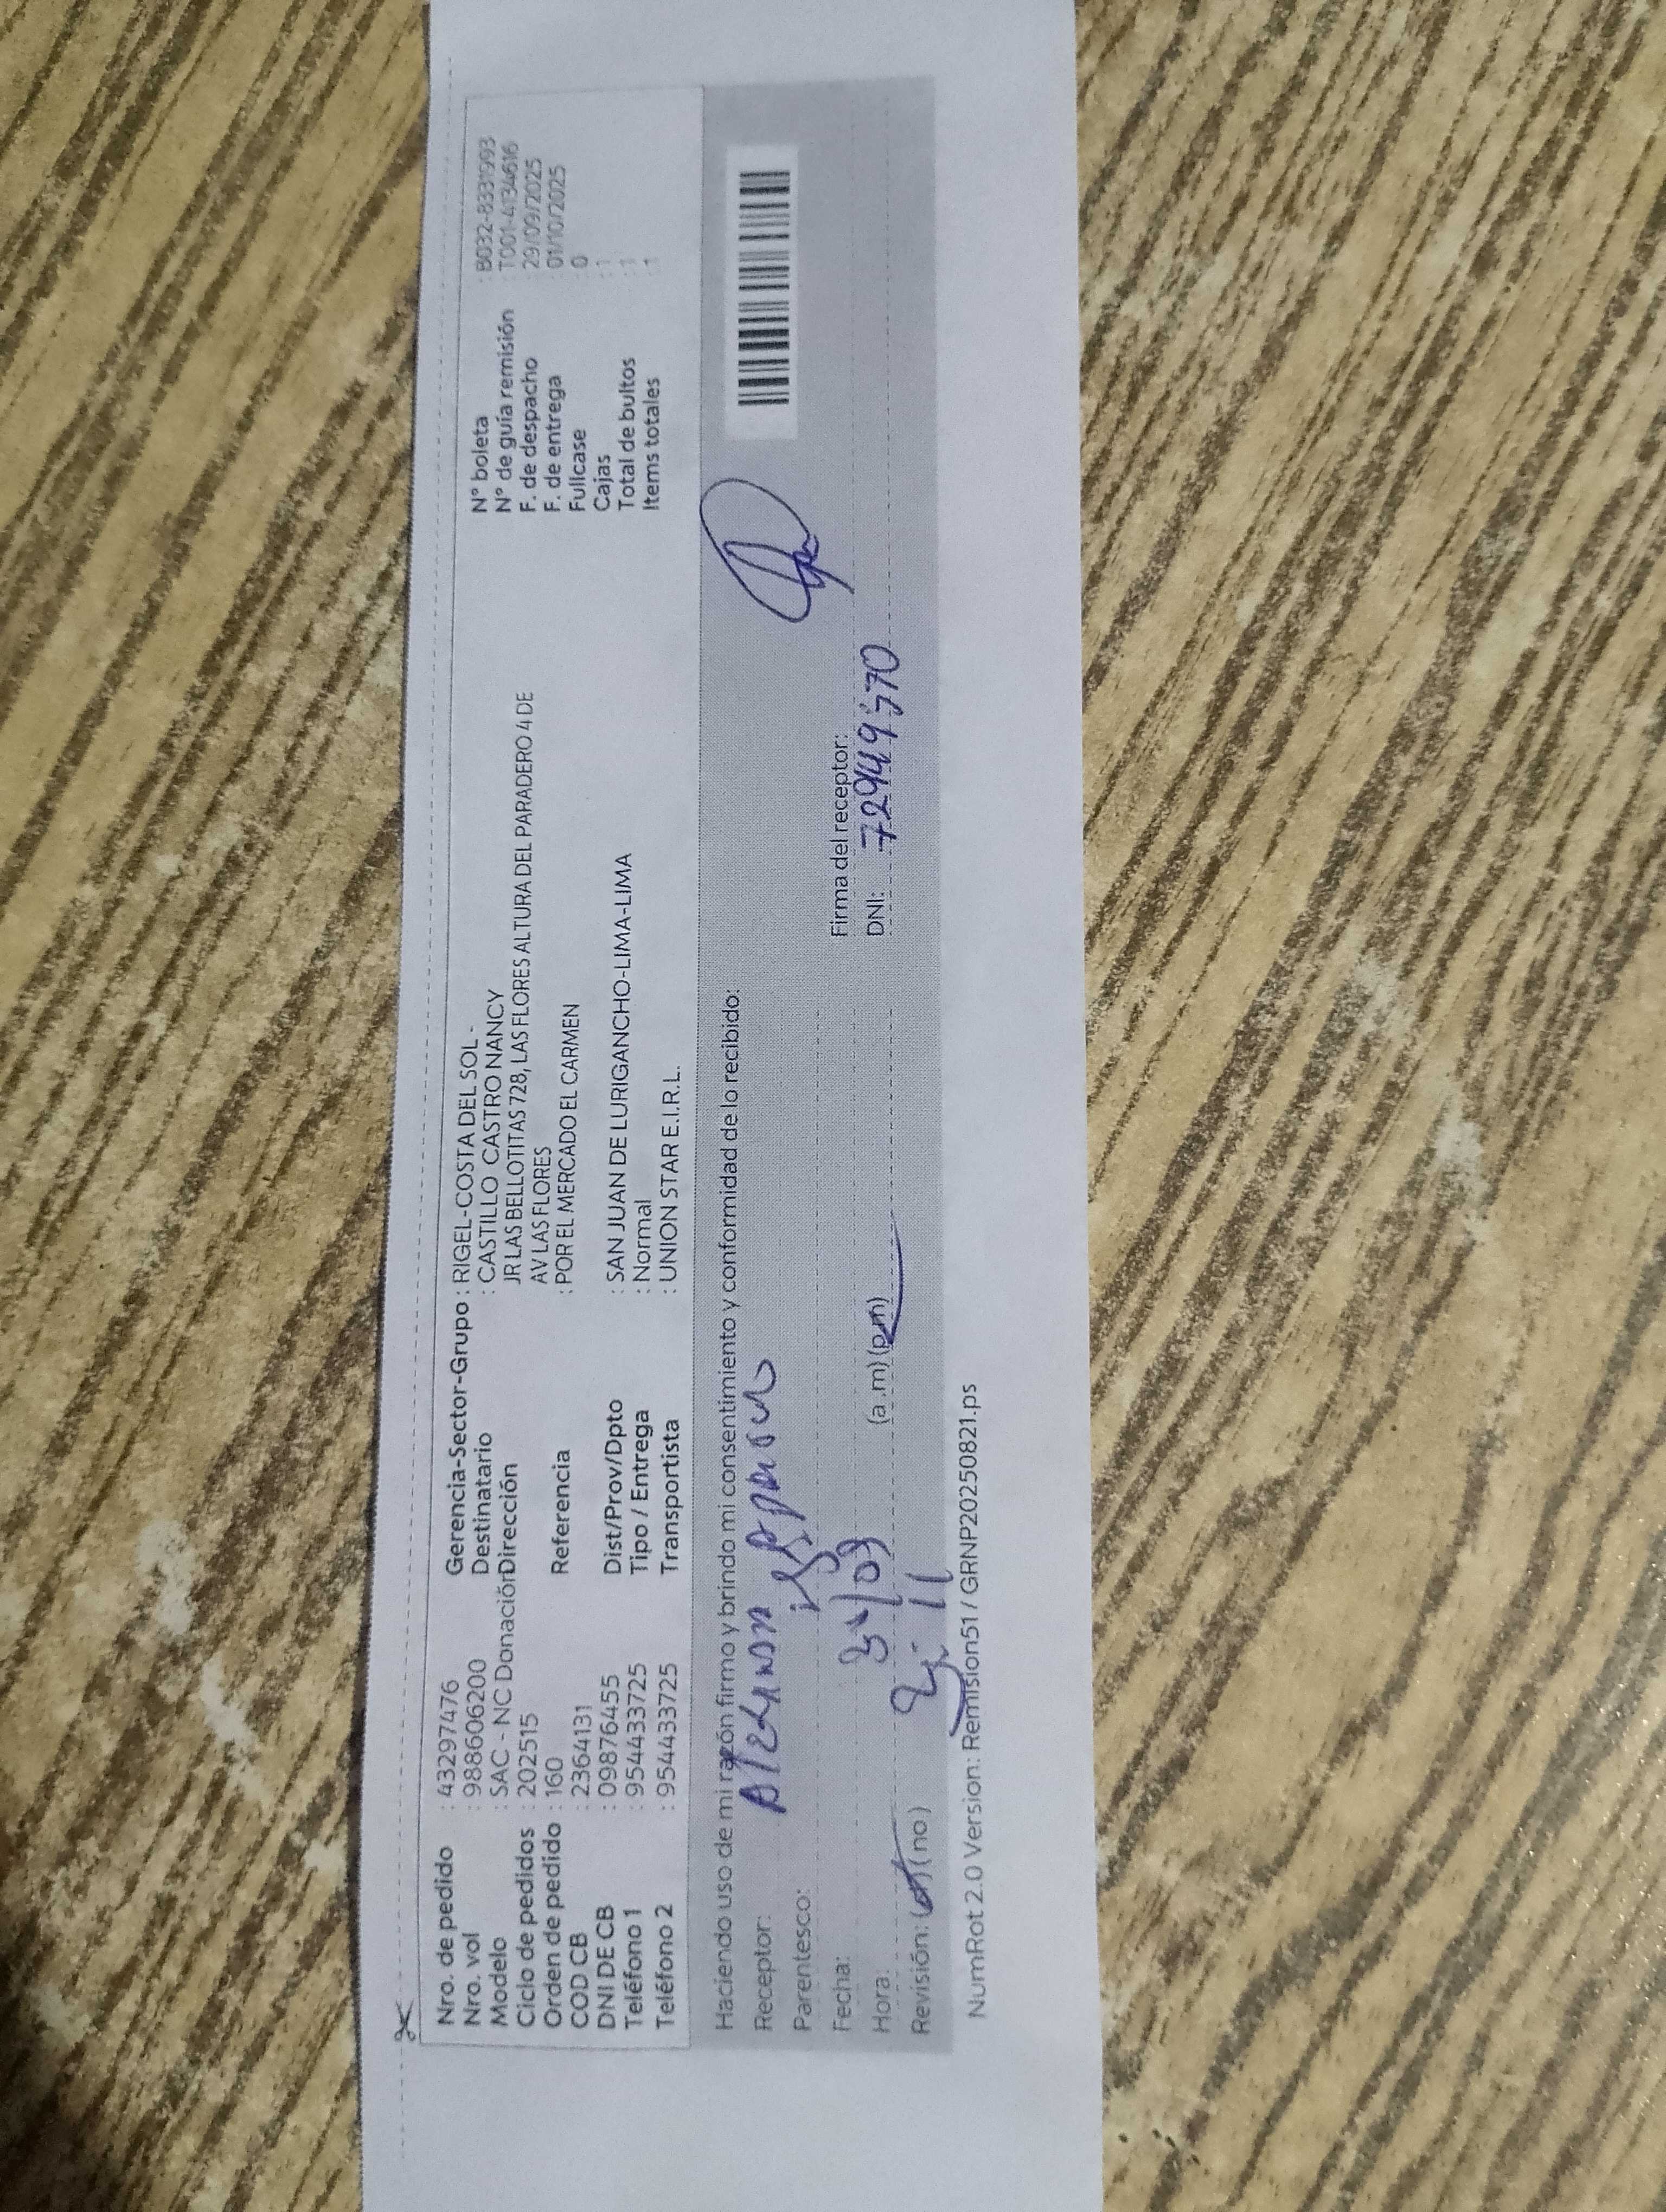 Nro. de pedido : 43297476
Nro. vol : 988606200
Modelo : SAC - NC Donación
Ciclo de pedidos : 202515
Orden de pedido : 160
COD CB : 2364131
DNI DE CB : 09876455
Teléfono 1 : 954433725
Teléfono 2 : 954433725
Gerencia-Sector-Grupo : RIGEL-COSTA DEL SOL -
Destinatario : CASTILLO CASTRO NANCY
Dirección JR LAS BELLOTITAS 728, LAS FLORES ALTURA DEL PARADERO 4 DE
AV LAS FLORES
Referencia : POR EL MERCADO EL CARMEN
Dist/Prov/Dpto : SAN JUAN DE LURIGANCHO-LIMA-LIMA
Tipo / Entrega : Normal
Transportista : UNION STAR E.I.R.L.
N° boleta : B032-8331993
N° de guía remisión : T001-4134616
F. de despacho : 29/09/2025
F. de entrega : 01/10/2025
Fullcase : 0
Cajas : 1
Total de bultos : 1
Items totales : 1
Haciendo uso de mi razón firmo y brindo mi consentimiento y conformidad de lo recibido:
Receptor:
Parentesco:
Fecha:
Hora: (a.m) (p.m)
Revisión: (no)
Firma del receptor:
DNI: 72949570
NumRot 2.0 Version: Remision51 / GRNP20250821.ps